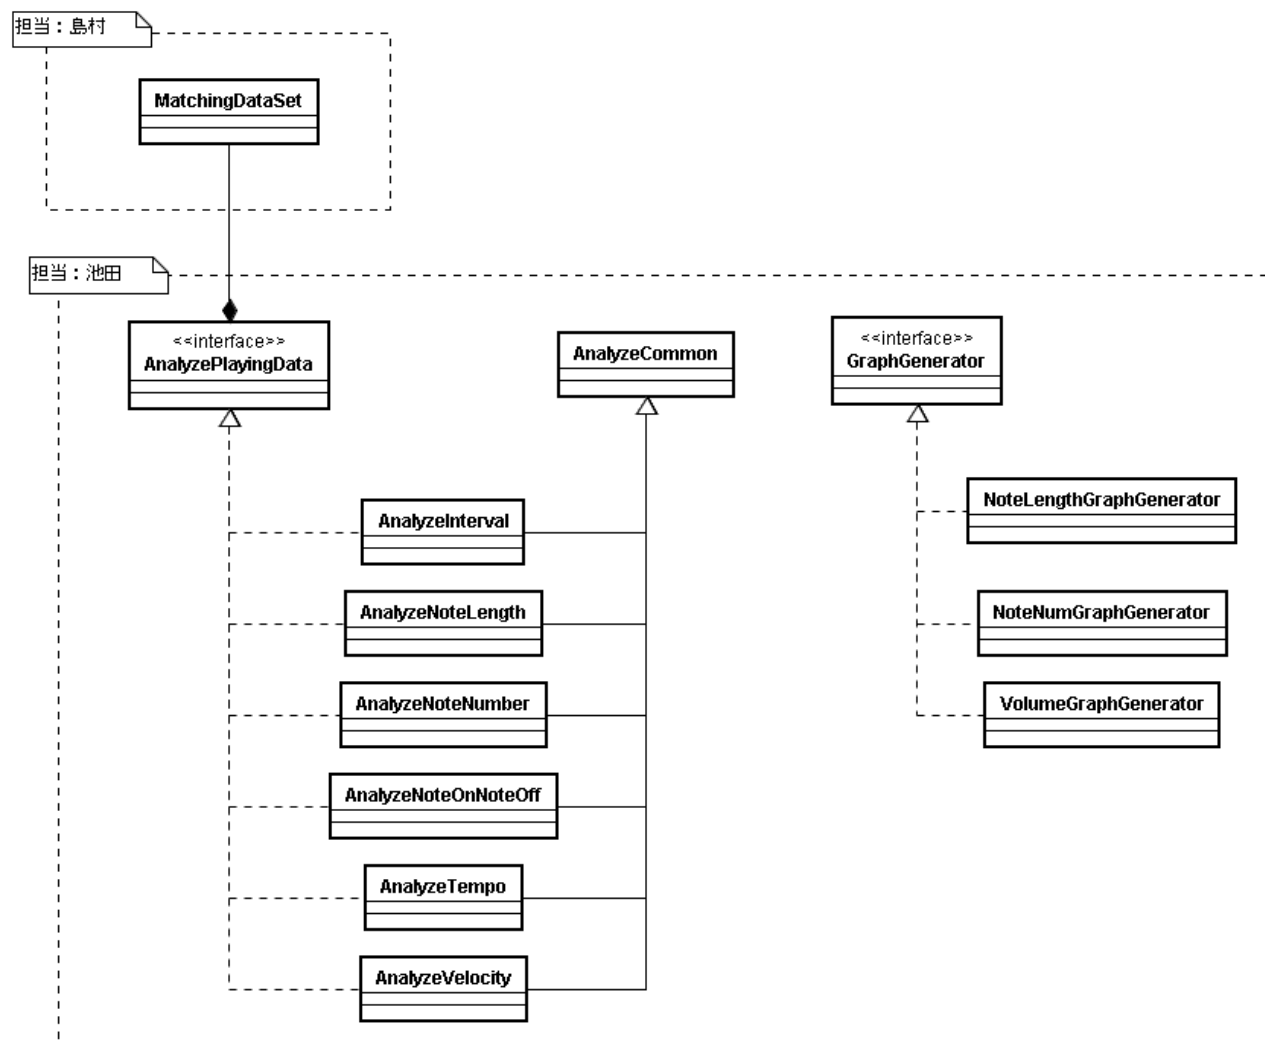 担当：島村
MatchingDataSet
担当：池田
<<interface>>
AnalyzePlayingData
AnalyzeCommon
<<interface>>
GraphGenerator
AnalyzeInterval
AnalyzeNoteLength
AnalyzeNoteNumber
AnalyzeNoteOnNoteOff
AnalyzeTempo
AnalyzeVelocity
NoteLengthGraphGenerator
NoteNumGraphGenerator
VolumeGraphGenerator